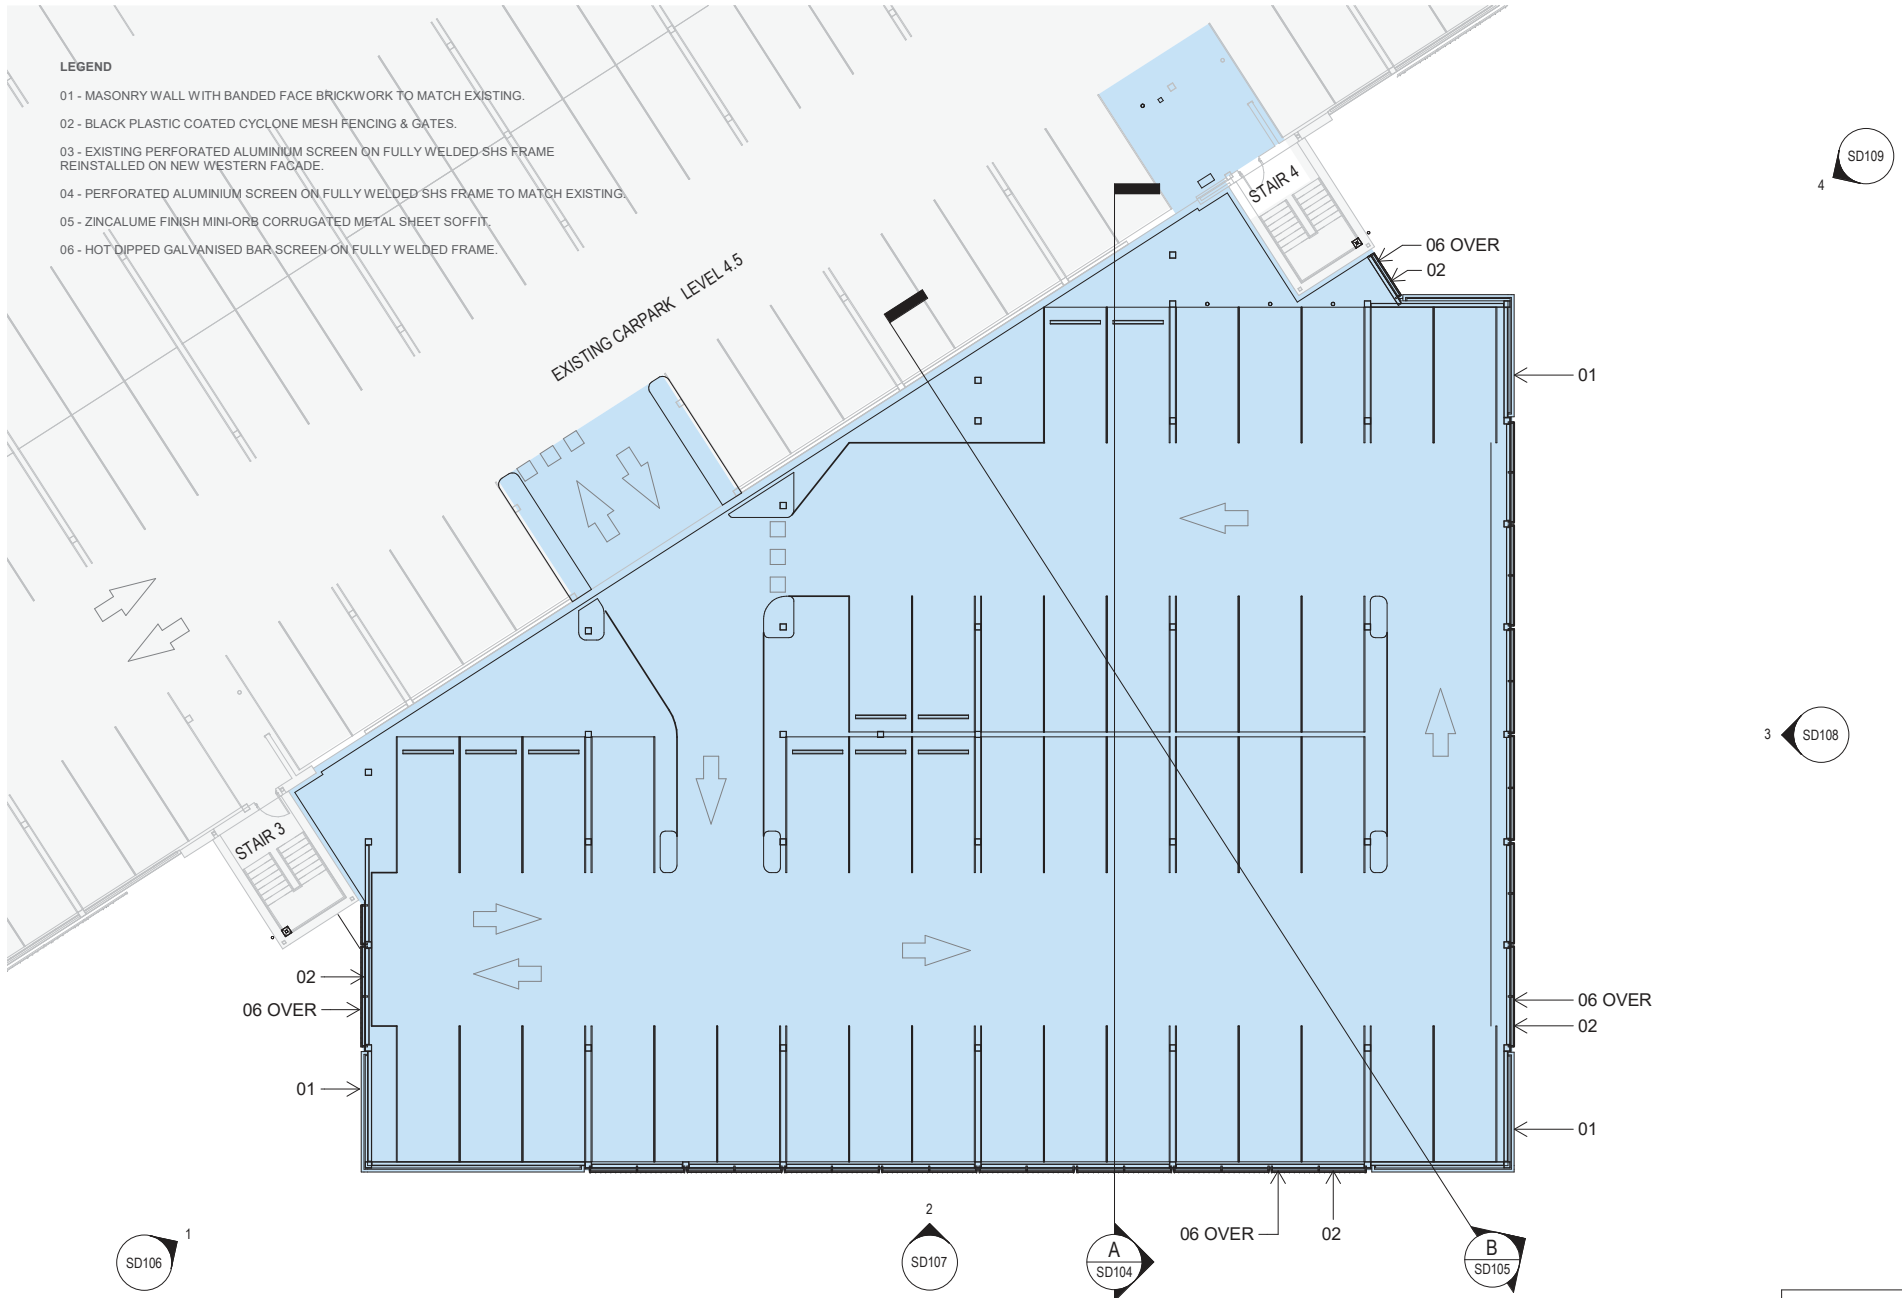 LEGEND
01 - MASONRY WALL WITH BANDED FACE BRICKWORK TO MATCH EXISTING.
02 - BLACK PLASTIC COATED CYCLONE MESH FENCING & GATES.
03 - EXISTING PERFORATED ALUMINIUM SCREEN ON FULLY WELDED SHS FRAME
REINSTALLED ON NEW WESTERN FACADE.
04 - PERFORATED ALUMINIUM SCREEN ON FULLY WELDED SHS FRAME TO MATCH EXISTING.
05 - ZINCALUME FINISH MINI-ORB CORRUGATED METAL SHEET SOFFIT.
06 - HOT DIPPED GALVANISED BAR SCREEN ON FULLY WELDED FRAME.
SD109
4
STAIR 4
06 OVER
02
EXISTING CARPARK LEVEL 4.5
01
3
SD108
STAIR 3
02
06 OVER
01
06 OVER
02
01
1
SD106
2
SD107
A
SD104
06 OVER
02
B
SD105